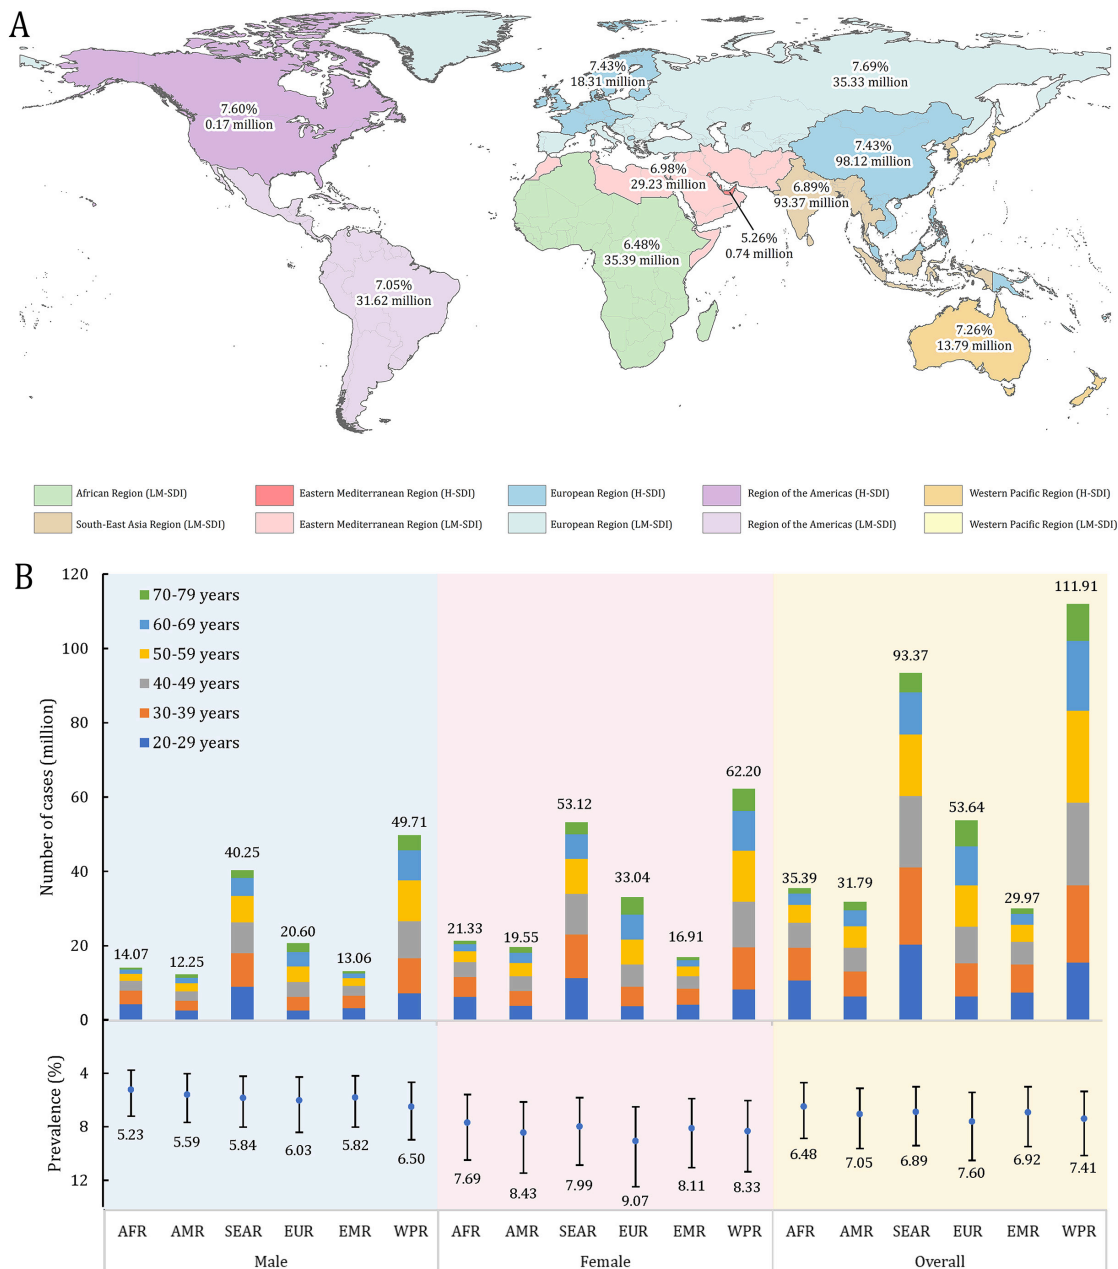 A
7.60%
0.17 million
7.43%
18.31 million
7.69%
35.33 million
7.43%
98.12 million
6.98%
29.23 million
6.89%
93.37 million
5.26%
0.74 million
6.48%
35.39 million
7.05%
31.62 million
7.26%
13.79 million
African Region (LM-SDI)
Eastern Mediterranean Region (H-SDI)
European Region (H-SDI)
Region of the Americas (H-SDI)
Western Pacific Region (H-SDI)
South-East Asia Region (LM-SDI)
Eastern Mediterranean Region (LM-SDI)
European Region (LM-SDI)
Region of the Americas (LM-SDI)
Western Pacific Region (LM-SDI)
B
Number of cases (million)
120
100
80
60
40
20
0
70-79 years
60-69 years
50-59 years
40-49 years
30-39 years
20-29 years
14.07
12.25
40.25
20.60
13.06
49.71
21.33
19.55
53.12
33.04
16.91
62.20
35.39
31.79
93.37
53.64
29.97
111.91
Prevalence (%)
4
8
12
5.23
5.59
5.84
6.03
5.82
6.50
7.69
8.43
7.99
9.07
8.11
8.33
6.48
7.05
6.89
7.60
6.92
7.41
AFR AMR SEAR EUR EMR WPR AFR AMR SEAR EUR EMR WPR AFR AMR SEAR EUR EMR WPR
Male Female Overall